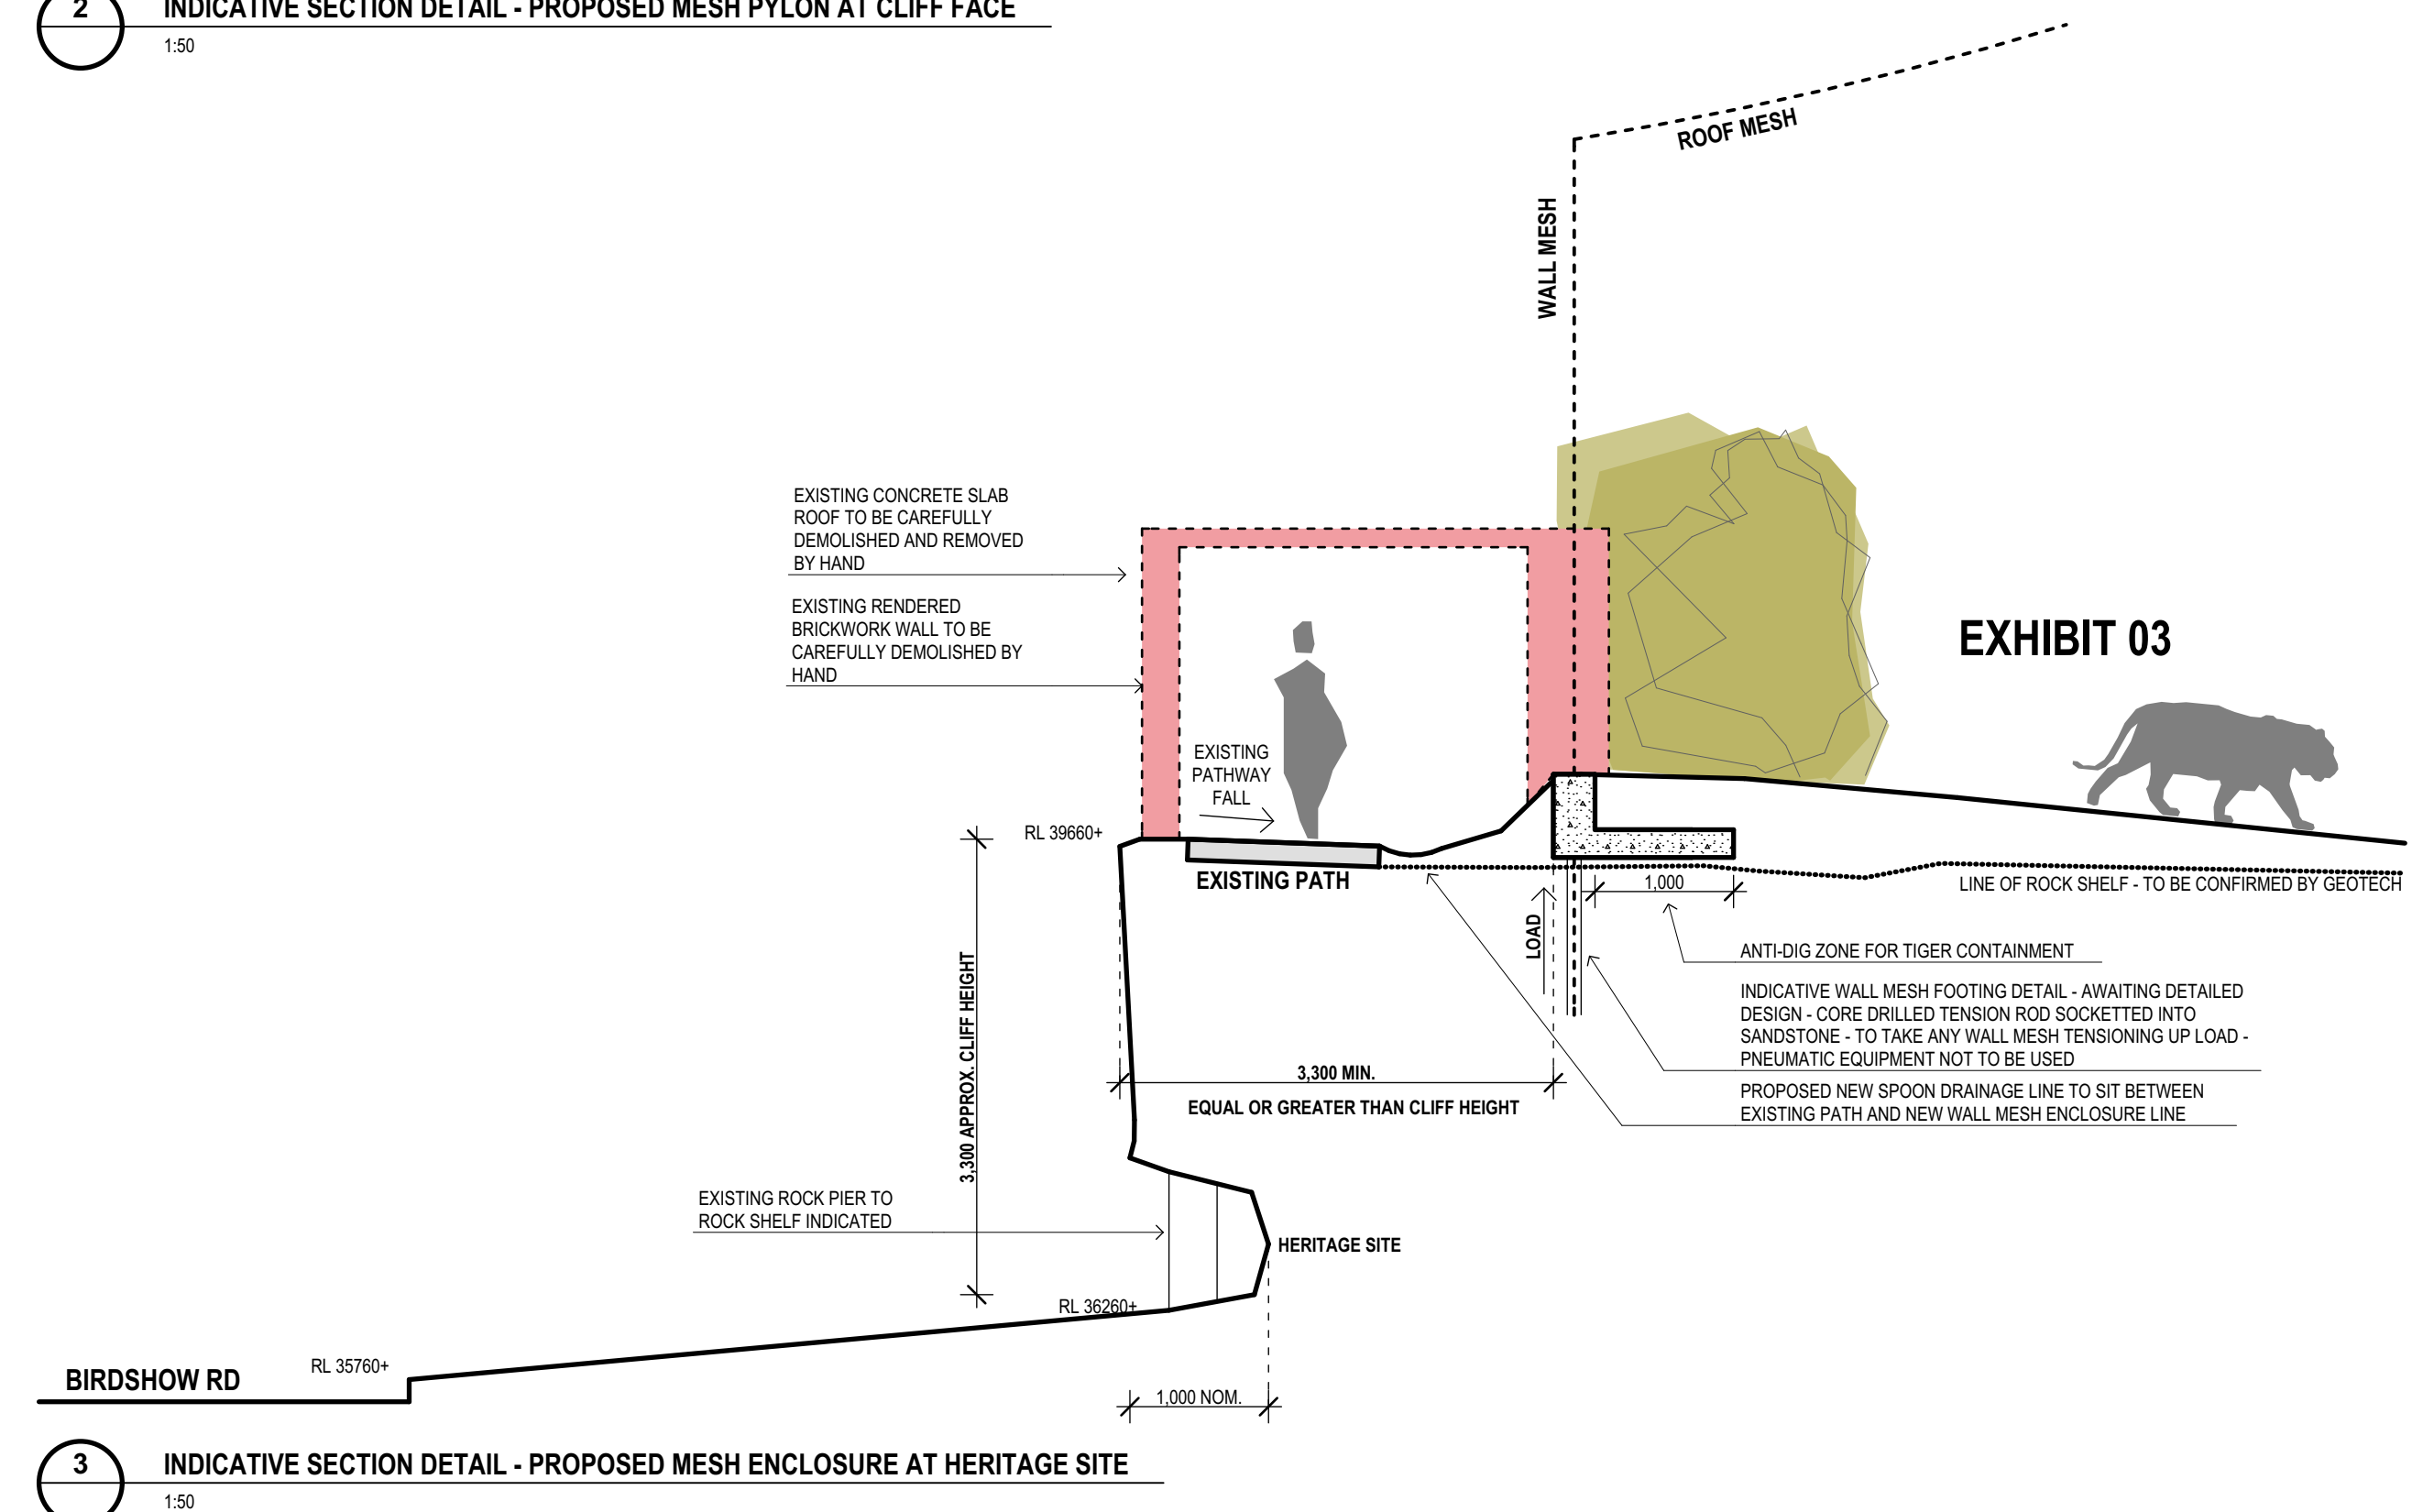 2
INDICATIVE SECTION DETAIL - PROPOSED MESH PYLON AT CLIFF FACE
1:50
ROOF MESH
WALL MESH
EXISTING CONCRETE SLAB
ROOF TO BE CAREFULLY
DEMOLISHED AND REMOVED
BY HAND
EXISTING RENDERED
BRICKWORK WALL TO BE
CAREFULLY DEMOLISHED BY
HAND
EXHIBIT 03
EXISTING
PATHWAY
FALL
RL 39660+
EXISTING PATH
1,000
LINE OF ROCK SHELF - TO BE CONFIRMED BY GEOTECH
LOAD
ANTI-DIG ZONE FOR TIGER CONTAINMENT
INDICATIVE WALL MESH FOOTING DETAIL - AWAITING DETAILED
DESIGN - CORE DRILLED TENSION ROD SOCKETTED INTO
SANDSTONE - TO TAKE ANY WALL MESH TENSIONING UP LOAD -
PNEUMATIC EQUIPMENT NOT TO BE USED
PROPOSED NEW SPOON DRAINAGE LINE TO SIT BETWEEN
EXISTING PATH AND NEW WALL MESH ENCLOSURE LINE
3,300 APPROX. CLIFF HEIGHT
3,300 MIN.
EQUAL OR GREATER THAN CLIFF HEIGHT
EXISTING ROCK PIER TO
ROCK SHELF INDICATED
HERITAGE SITE
RL 36260+
RL 35760+
BIRDSHOW RD
1,000 NOM.
3
INDICATIVE SECTION DETAIL - PROPOSED MESH ENCLOSURE AT HERITAGE SITE
1:50